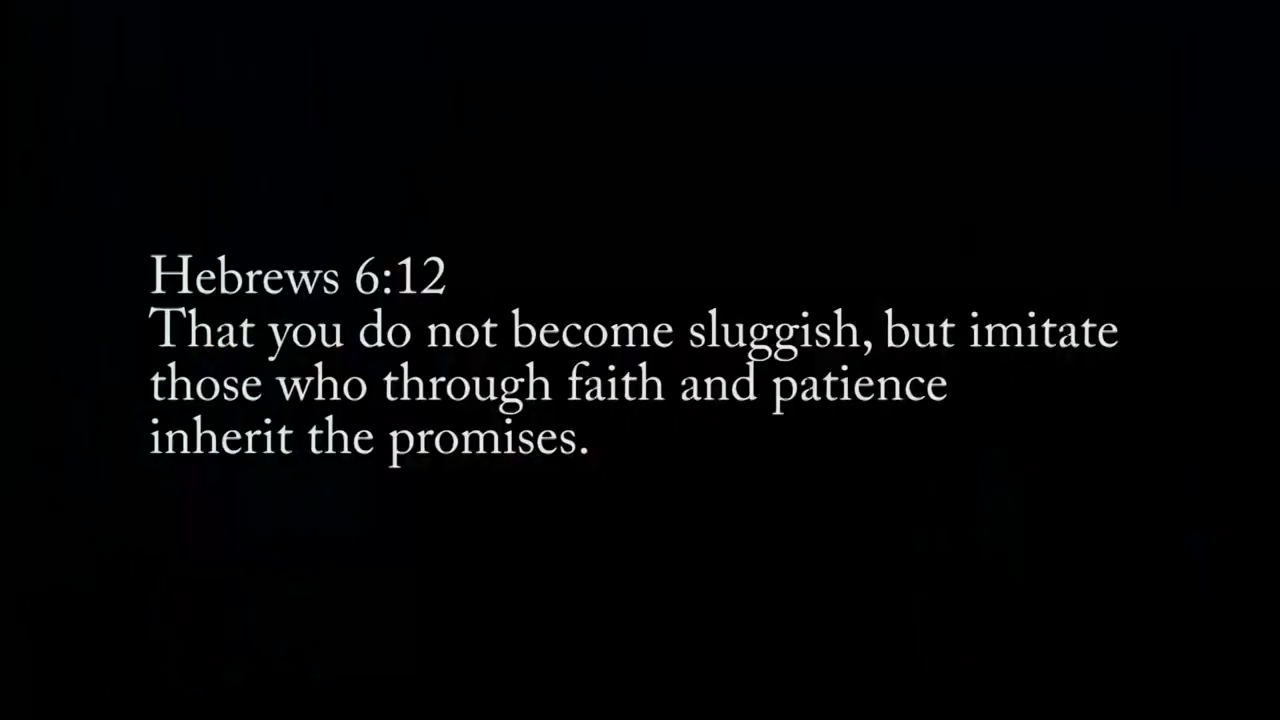 Hebrews 6:12
That you do not become sluggish, but imitate
those who through faith and patience
inherit the promises.